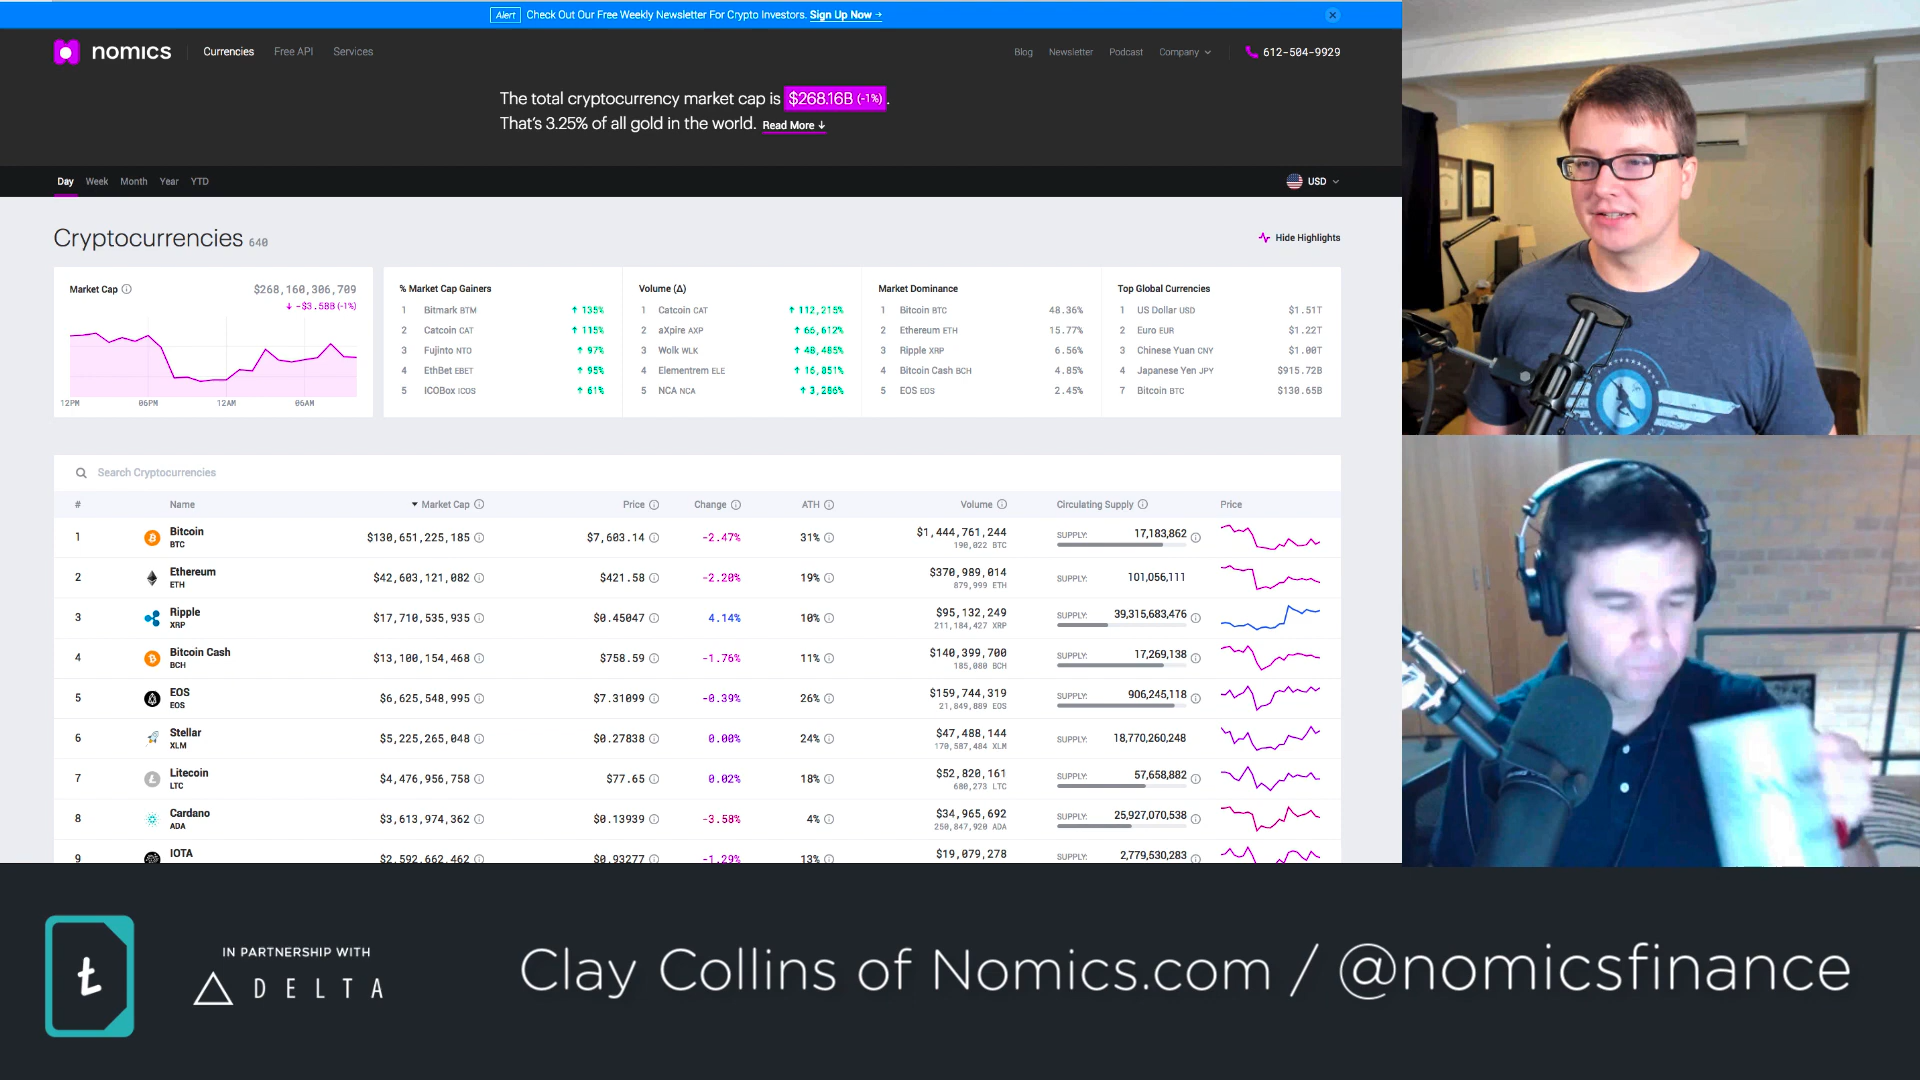 Alert Check Out Our Free Weekly Newsletter For Crypto Investors. Sign Up Now →
nomics Currencies Free API Services Blog Newsletter Podcast Company 612-504-9929
The total cryptocurrency market cap is $268.16B (-1%).
That's 3.25% of all gold in the world. Read More ↓
Day Week Month Year YTD USD
Cryptocurrencies 640 Hide Highlights
Market Cap $268,160,306,709
↓ -$3.58B (-1%)
12PM 06PM 12AM 06AM
% Market Cap Gainers
1 Bitmark BTM ↑ 135%
2 Catcoin CAT ↑ 115%
3 Fujinto NTO ↑ 97%
4 EthBet EBET ↑ 95%
5 ICOBox ICOS ↑ 61%
Volume (Δ)
1 Catcoin CAT ↑ 112,215%
2 aXpire AXP ↑ 66,612%
3 Wolk WLK ↑ 48,485%
4 Elementrem ELE ↑ 16,851%
5 NCA NCA ↑ 3,286%
Market Dominance
1 Bitcoin BTC 48.36%
2 Ethereum ETH 15.77%
3 Ripple XRP 6.56%
4 Bitcoin Cash BCH 4.85%
5 EOS EOS 2.45%
Top Global Currencies
1 US Dollar USD $1.51T
2 Euro EUR $1.22T
3 Chinese Yuan CNY $1.00T
4 Japanese Yen JPY $915.72B
7 Bitcoin BTC $130.65B
Search Cryptocurrencies
# Name Market Cap Price Change ATH Volume Circulating Supply Price
1 Bitcoin $130,651,225,185 $7,603.14 -2.47% 31% $1,444,761,244 SUPPLY: 17,183,862
BTC 190,022 BTC
2 Ethereum $42,603,121,082 $421.58 -2.20% 19% $370,989,014 SUPPLY: 101,056,111
ETH 879,999 ETH
3 Ripple $17,710,535,935 $0.45047 4.14% 10% $95,132,249 SUPPLY: 39,315,683,476
XRP 211,184,427 XRP
4 Bitcoin Cash $13,100,154,468 $758.59 -1.76% 11% $140,399,700 SUPPLY: 17,269,138
BCH 185,080 BCH
5 EOS $6,625,548,995 $7.31099 -0.39% 26% $159,744,319 SUPPLY: 906,245,118
EOS 21,849,889 EOS
6 Stellar $5,225,265,048 $0.27838 0.00% 24% $47,488,144 SUPPLY: 18,770,260,248
XLM 170,587,484 XLM
7 Litecoin $4,476,956,758 $77.65 0.02% 18% $52,820,161 SUPPLY: 57,658,882
LTC 680,273 LTC
8 Cardano $3,613,974,362 $0.13939 -3.58% 4% $34,965,692 SUPPLY: 25,927,070,538
ADA 250,847,920 ADA
9 IOTA $2,592,662,462 $0.93277 -1.29% 13% $19,079,278 SUPPLY: 2,779,530,283
IN PARTNERSHIP WITH
DELTA
Clay Collins of Nomics.com / @nomicsfinance